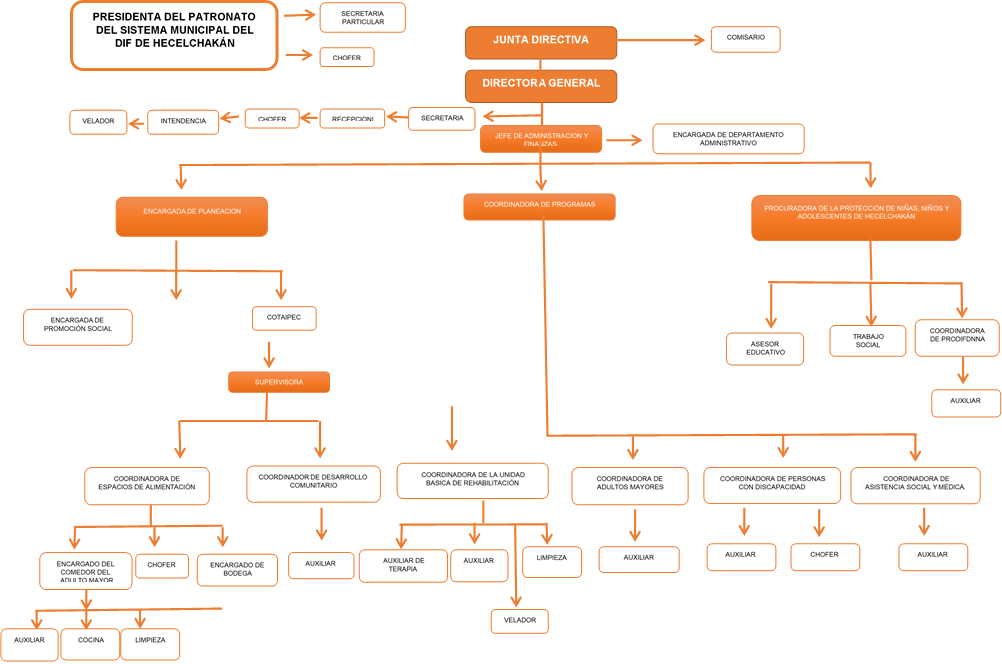 PRESIDENTA DEL PATRONATO
DEL SISTEMA MUNICIPAL DEL
DIF DE HECELCHAKÁN
SECRETARIA
PARTICULAR
CHOFER
JUNTA DIRECTIVA
COMISARIO
DIRECTORA GENERAL
VELADOR
INTENDENCIA
CHOFER
RECEPCIONI
SECRETARIA
JEFE DE ADMINISTRACION Y
FINANZAS
ENCARGADA DE DEPARTAMENTO
ADMINISTRATIVO
ENCARGADA DE PLANEACIÓN
COORDINADORA DE PROGRAMAS
PROCURADORA DE LA PROTECCIÓN DE NIÑAS, NIÑOS Y
ADOLESCENTES DE HECELCHAKÁN
ENCARGADA DE
PROMOCIÓN SOCIAL
COTAIPEC
ASESOR
EDUCATIVO
TRABAJO
SOCIAL
COORDINADORA
DE PRODIFDNNA
AUXILIAR
SUPERVISORA
COORDINADORA DE
ESPACIOS DE ALIMENTACIÓN
COORDINADOR DE DESARROLLO
COMUNITARIO
COORDINADORA DE LA UNIDAD
BASICA DE REHABILITACIÓN
COORDINADORA DE
ADULTOS MAYORES
COORDINADORA DE PERSONAS
CON DISCAPACIDAD
COORDINADORA DE
ASISTENCIA SOCIAL Y MÉDICA
ENCARGADO DEL
COMEDOR DEL
ADULTO MAYOR
CHOFER
ENCARGADO DE
BODEGA
AUXILIAR
AUXILIAR DE
TERAPIA
AUXILIAR
LIMPIEZA
AUXILIAR
AUXILIAR
CHOFER
AUXILIAR
VELADOR
AUXILIAR
COCINA
LIMPIEZA